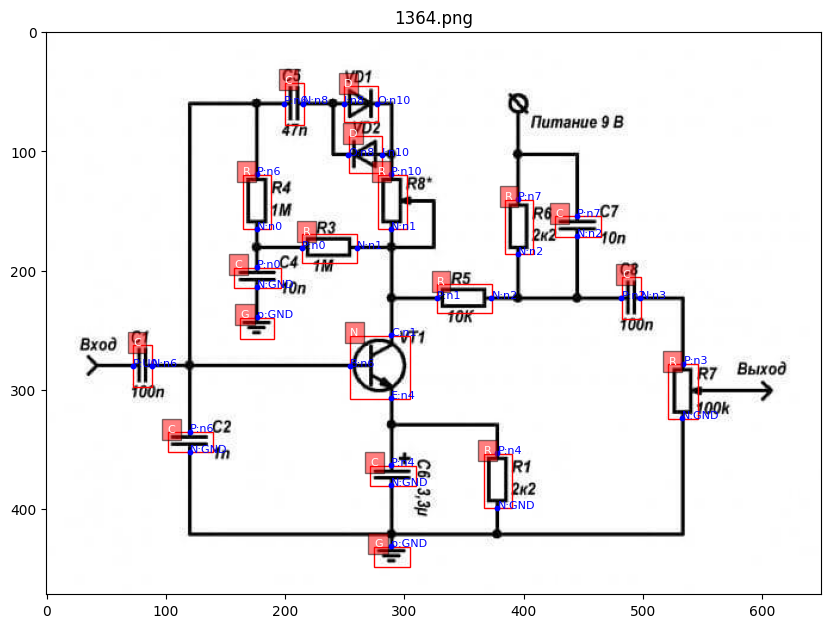 1364.png
C5
C
P:n6
N:n8
47n
VD1
D
I:n8
O:n10
VD2
D
O:n8
I:n10
Питание 9 В
R
P:n6
R4
1M
N:n0
R
P:n10
R8*
N:n1
R
P:n7
R6
2к2
N:n2
C
P:n7
C7
10n
N:n2
R
R3
P:n0
N:n1
1M
C
P:n0
C4
N:GND
10n
G
p:GND
R
R5
P:n1
N:n2
10K
C8
C
P:n2
N:n3
100n
Вход
C1
C
N:n6
100n
N
C:n1
VT1
E:n4
R
P:n3
R7
100k
N:GND
Выход
C
P:n6
C2
N:GND
1n
C
P:n4
+
N:GND
C6 3,3µ
R
P:n4
R1
2к2
N:GND
G
p:GND
0
100
200
300
400
0
100
200
300
400
500
600